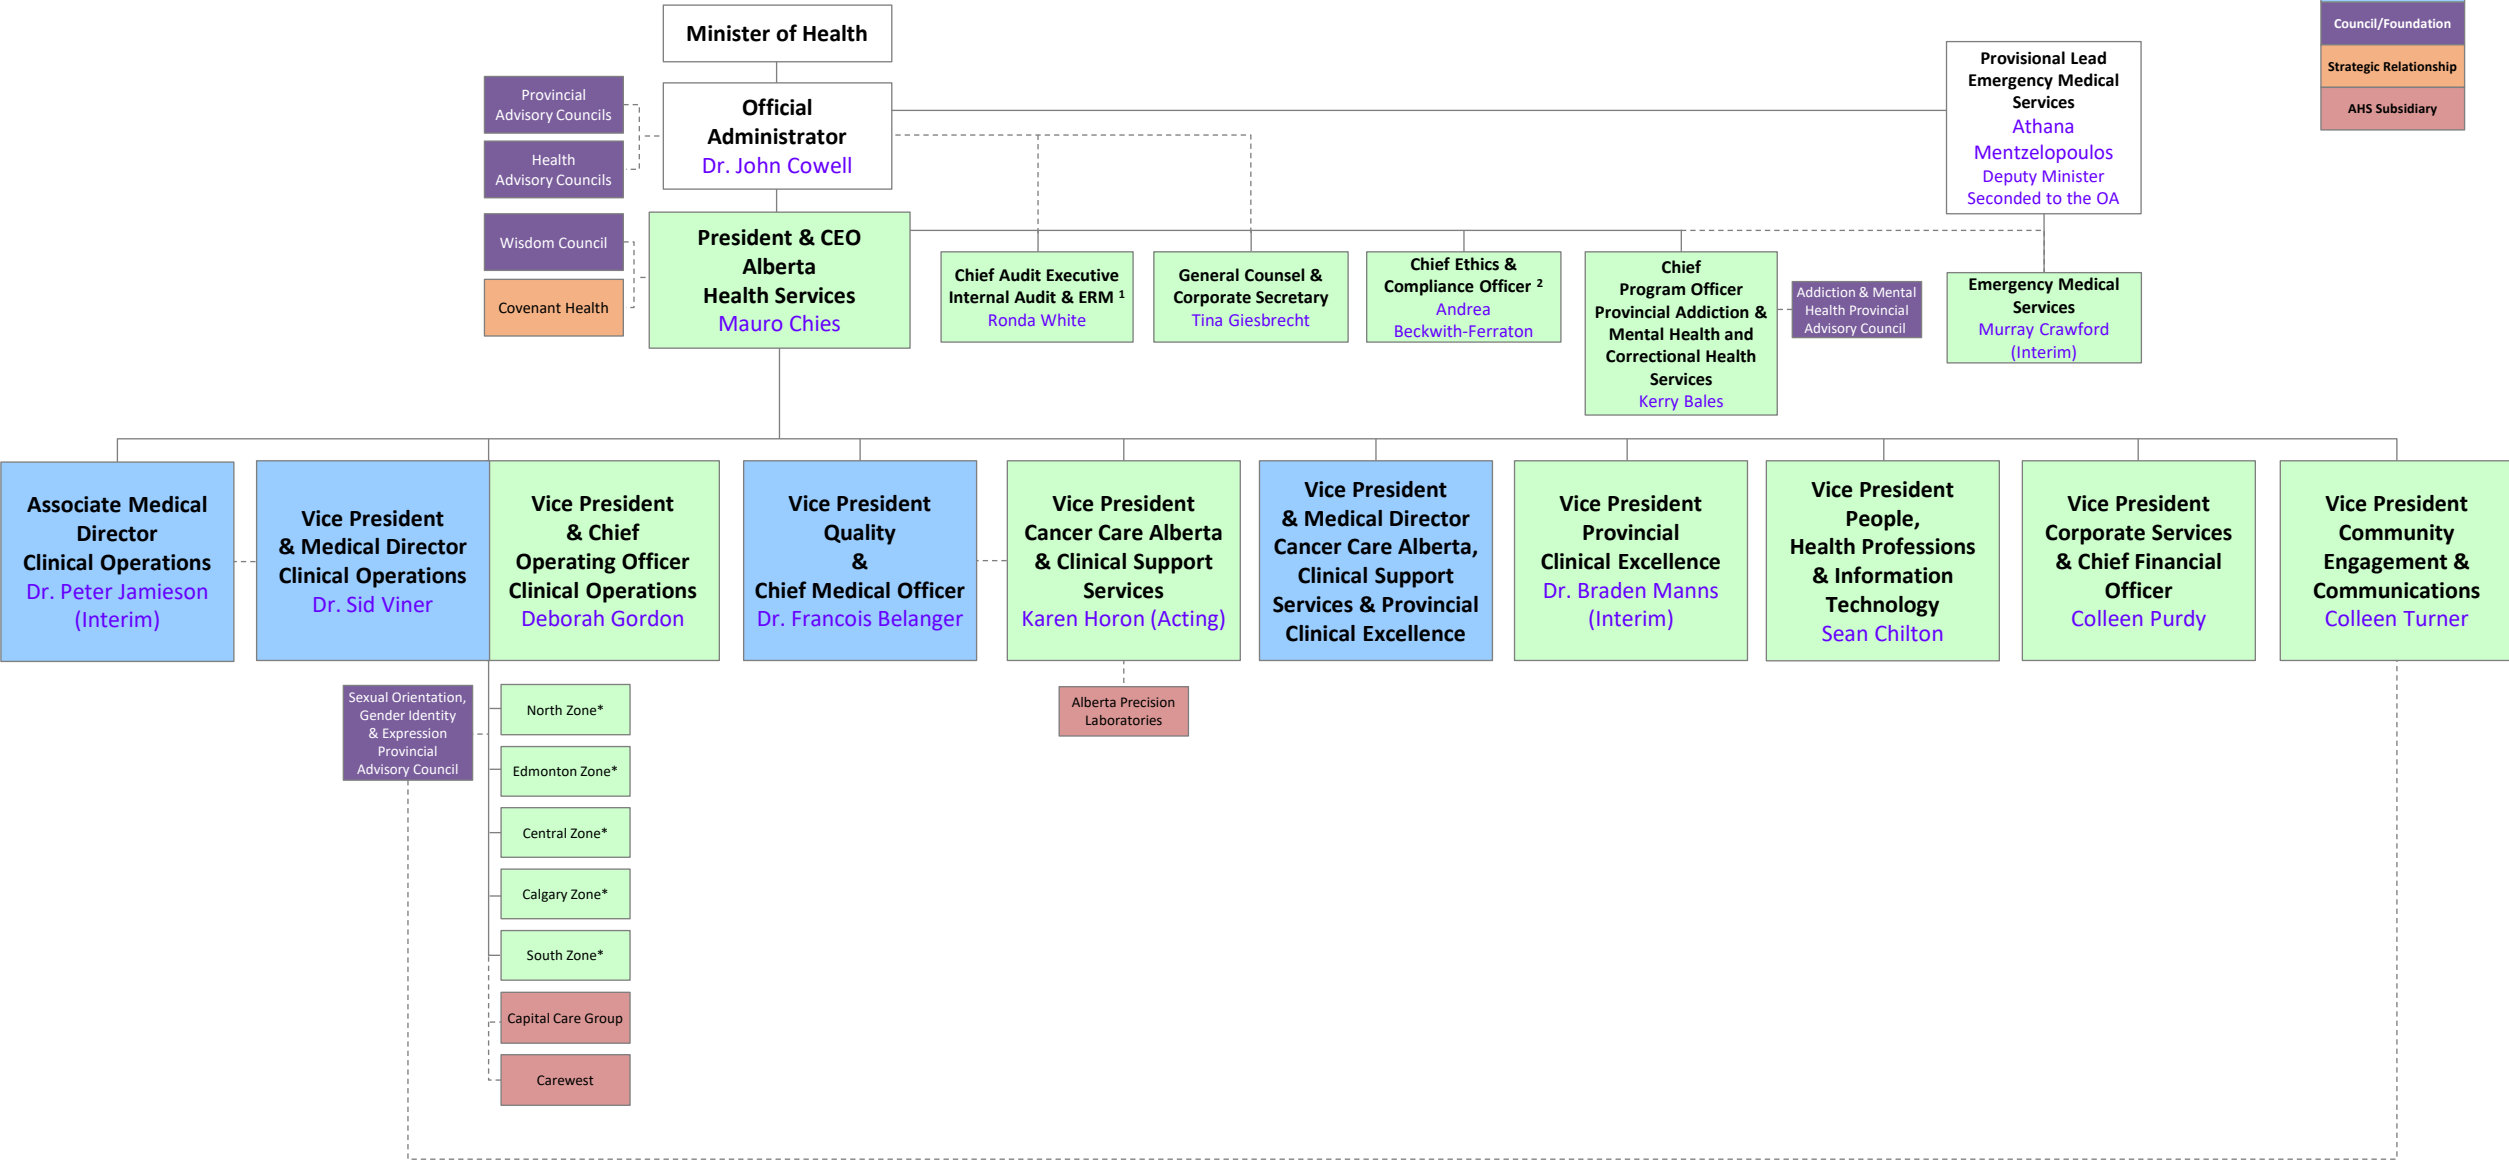 Minister of Health
Council/Foundation
Strategic Relationship
AHS Subsidiary
Provisional Lead
Emergency Medical
Services
Athana
Mentzelopoulos
Deputy Minister
Seconded to the OA
Provincial
Advisory Councils
Health
Advisory Councils
Official
Administrator
Dr. John Cowell
Wisdom Council
Covenant Health
President & CEO
Alberta
Health Services
Mauro Chies
Chief Audit Executive
Internal Audit & ERM 1
Ronda White
General Counsel &
Corporate Secretary
Tina Giesbrecht
Chief Ethics &
Compliance Officer 2
Andrea
Beckwith-Ferraton
Chief
Program Officer
Provincial Addiction &
Mental Health and
Correctional Health
Services
Kerry Bales
Addiction & Mental
Health Provincial
Advisory Council
Emergency Medical
Services
Murray Crawford
(Interim)
Associate Medical
Director
Clinical Operations
Dr. Peter Jamieson
(Interim)
Vice President
& Medical Director
Clinical Operations
Dr. Sid Viner
Vice President
& Chief
Operating Officer
Clinical Operations
Deborah Gordon
Vice President
Quality
&
Chief Medical Officer
Dr. Francois Belanger
Vice President
Cancer Care Alberta
& Clinical Support
Services
Karen Horon (Acting)
Vice President
& Medical Director
Cancer Care Alberta,
Clinical Support
Services & Provincial
Clinical Excellence
Vice President
Provincial
Clinical Excellence
Dr. Braden Manns
(Interim)
Vice President
People,
Health Professions
& Information
Technology
Sean Chilton
Vice President
Corporate Services
& Chief Financial
Officer
Colleen Purdy
Vice President
Community
Engagement &
Communications
Colleen Turner
Sexual Orientation,
Gender Identity
& Expression
Provincial
Advisory Council
North Zone*
Edmonton Zone*
Central Zone*
Calgary Zone*
South Zone*
Capital Care Group
Carewest
Alberta Precision
Laboratories